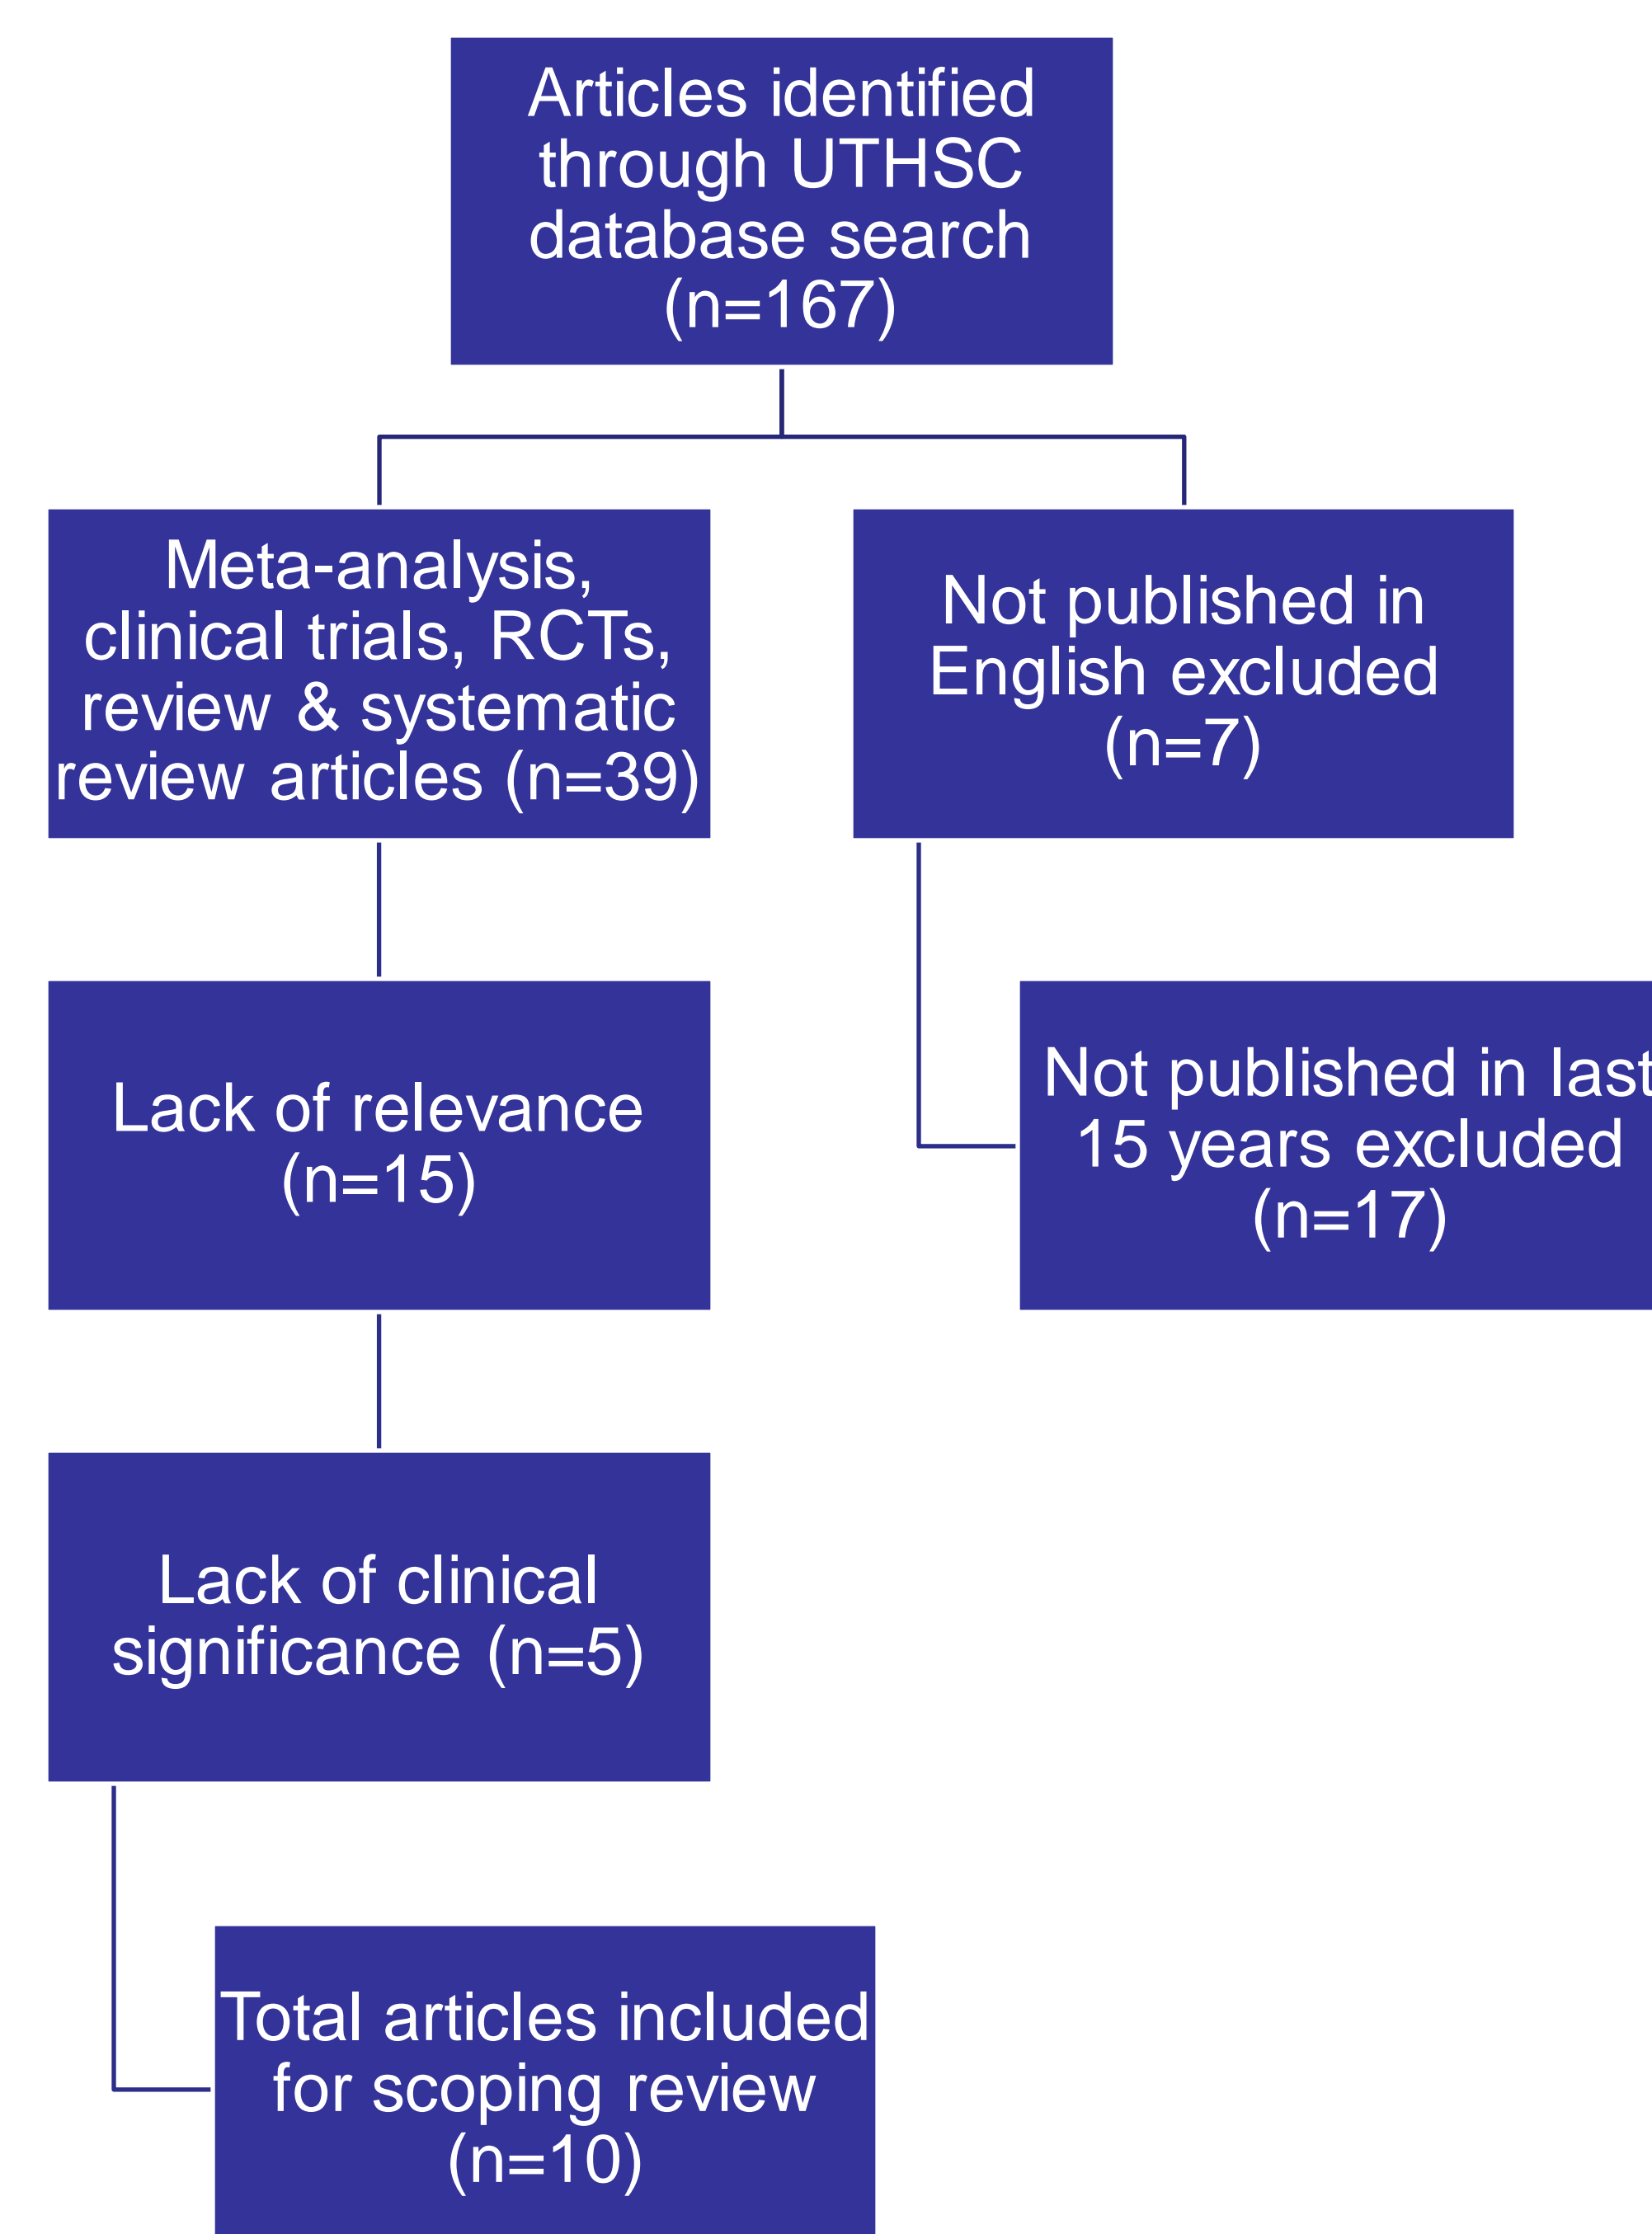 Articles identified
through UTHSC
database search
(n=167)
Meta-analysis,
clinical trials, RCTs,
review & systematic
review articles (n=39)
Not published in
English excluded
(n=7)
Lack of relevance
(n=15)
Not published in last
15 years excluded
(n=17)
Lack of clinical
significance (n=5)
Total articles included
for scoping review
(n=10)